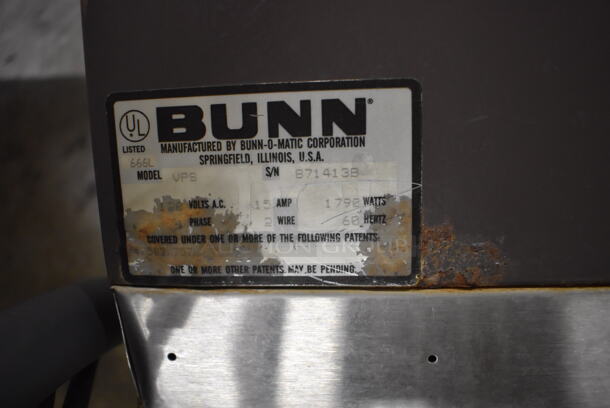 UL
LISTED
666L
BUNN®
MANUFACTURED BY BUNN-O-MATIC CORPORATION
SPRINGFIELD, ILLINOIS, U.S.A.
MODEL VPS S/N 8714138
VOLTS A.C. 15 AMP 1790 WATTS
PHASE 2 WIRE 60 HERTZ
COVERED UNDER ONE OR MORE OF THE FOLLOWING PATENTS:
ONE OR MORE OTHER PATENTS MAY BE PENDING.